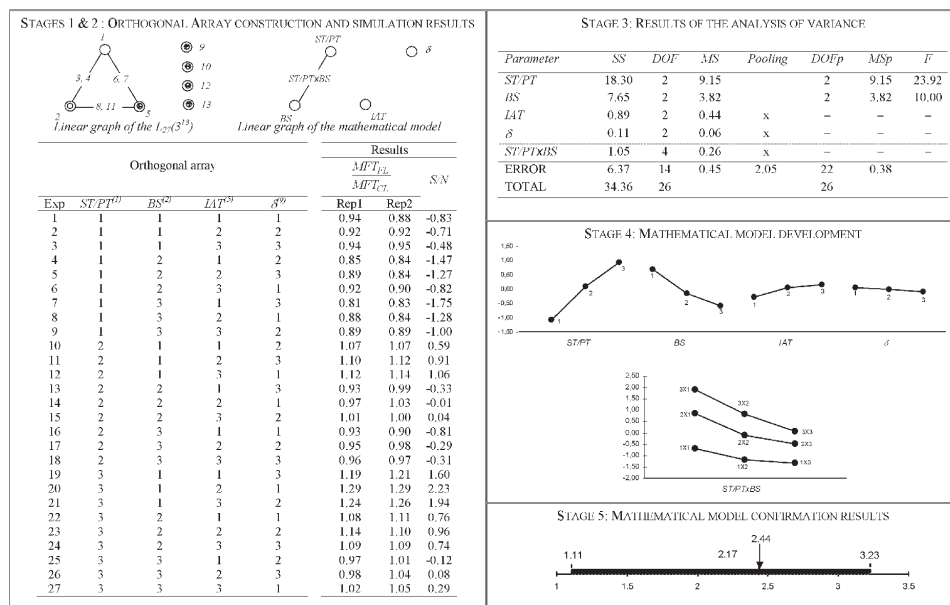 STAGES 1 & 2 : ORTHOGONAL ARRAY CONSTRUCTION AND SIMULATION RESULTS
1
3, 4
6, 7
2
8, 11
5
9
10
12
13
Linear graph of the L27(3^13)
ST/PT
δ
ST/PTxBS
BS
IAT
Linear graph of the mathematical model
Orthogonal array
Results
MFT_FL
MFT_CL
S/N
Exp ST/PT(1) BS(2) IAT(5) δ(9) Rep1 Rep2
1 1 1 1 1 0.94 0.88 -0.83
2 1 1 2 2 0.92 0.92 -0.71
3 1 1 3 3 0.94 0.95 -0.48
4 1 2 1 2 0.85 0.84 -1.47
5 1 2 2 3 0.89 0.84 -1.27
6 1 2 3 1 0.92 0.90 -0.82
7 1 3 1 3 0.81 0.83 -1.75
8 1 3 2 1 0.88 0.84 -1.28
9 1 3 3 2 0.89 0.89 -1.00
10 2 1 1 2 1.07 1.07 0.59
11 2 1 2 3 1.10 1.12 0.91
12 2 1 3 1 1.12 1.14 1.06
13 2 2 1 3 0.93 0.99 -0.33
14 2 2 2 1 0.97 1.03 -0.01
15 2 2 3 2 1.01 1.00 0.04
16 2 3 1 1 0.93 0.90 -0.81
17 2 3 2 2 0.95 0.98 -0.29
18 2 3 3 3 0.96 0.97 -0.31
19 3 1 1 3 1.19 1.21 1.60
20 3 1 2 1 1.29 1.29 2.23
21 3 1 3 2 1.24 1.26 1.94
22 3 2 1 1 1.08 1.11 0.76
23 3 2 2 2 1.14 1.10 0.96
24 3 2 3 3 1.09 1.09 0.74
25 3 3 1 2 0.97 1.01 -0.12
26 3 3 2 3 0.98 1.04 0.08
27 3 3 3 1 1.02 1.05 0.29
STAGE 3: RESULTS OF THE ANALYSIS OF VARIANCE
Parameter SS DOF MS Pooling DOFp MSp F
ST/PT 18.30 2 9.15 2 9.15 23.92
BS 7.65 2 3.82 2 3.82 10.00
IAT 0.89 2 0.44 x – – –
δ 0.11 2 0.06 x – – –
ST/PTxBS 1.05 4 0.26 x – – –
ERROR 6.37 14 0.45 2,05 22 0.38
TOTAL 34.36 26 26
STAGE 4: MATHEMATICAL MODEL DEVELOPMENT
1,50
1,00
0,50
0,00
-0,50
-1,00
-1,50
1 2 3 1 2 3 1 2 3 1 2 3
ST/PT BS IAT δ
2,50
2,00
1,50
1,00
0,50
0,00
-0,50
-1,00
-1,50
-2,00
3X1 3X2 3X3
2X1 2X2 2X3
1X1 1X2 1X3
ST/PTxBS
STAGE 5: MATHEMATICAL MODEL CONFIRMATION RESULTS
2.44
1.11 2.17 3.23
1 1.5 2 2.5 3 3.5